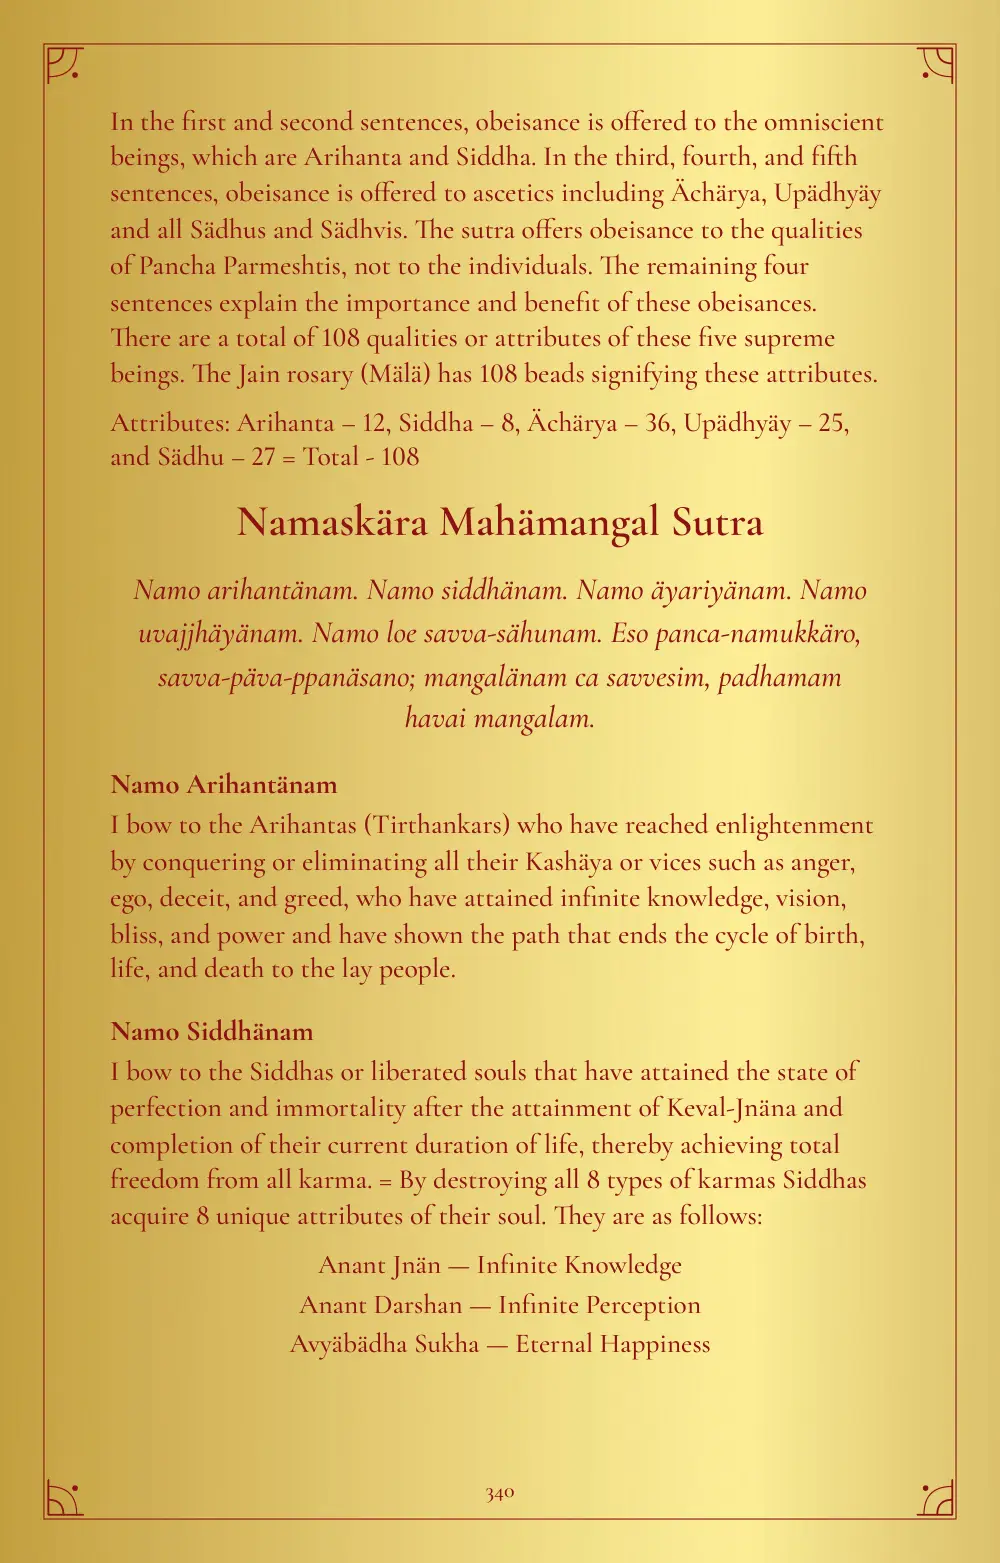 In the first and second sentences, obeisance is offered to the omniscient
beings, which are Arihanta and Siddha. In the third, fourth, and fifth
sentences, obeisance is offered to ascetics including Ächärya, Upädhyäy
and all Sädhus and Sädhvis. The sutra offers obeisance to the qualities
of Pancha Parmeshtis, not to the individuals. The remaining four
sentences explain the importance and benefit of these obeisances.
There are a total of 108 qualities or attributes of these five supreme
beings. The Jain rosary (Mälä) has 108 beads signifying these attributes.
Attributes: Arihanta – 12, Siddha – 8, Ächärya – 36, Upädhyäy – 25,
and Sädhu – 27 = Total - 108
Namaskära Mahämangal Sutra
Namo arihantänam. Namo siddhänam. Namo äyariyänam. Namo
uvajjhäyänam. Namo loe savva-sähunam. Eso panca-namukkäro,
savva-päva-ppanäsano; mangalänam ca savvesim, padhamam
havai mangalam.
Namo Arihantänam
I bow to the Arihantas (Tirthankars) who have reached enlightenment
by conquering or eliminating all their Kashäya or vices such as anger,
ego, deceit, and greed, who have attained infinite knowledge, vision,
bliss, and power and have shown the path that ends the cycle of birth,
life, and death to the lay people.
Namo Siddhänam
I bow to the Siddhas or liberated souls that have attained the state of
perfection and immortality after the attainment of Keval-Jnäna and
completion of their current duration of life, thereby achieving total
freedom from all karma. = By destroying all 8 types of karmas Siddhas
acquire 8 unique attributes of their soul. They are as follows:
Anant Jnän — Infinite Knowledge
Anant Darshan — Infinite Perception
Avyäbädha Sukha — Eternal Happiness
340